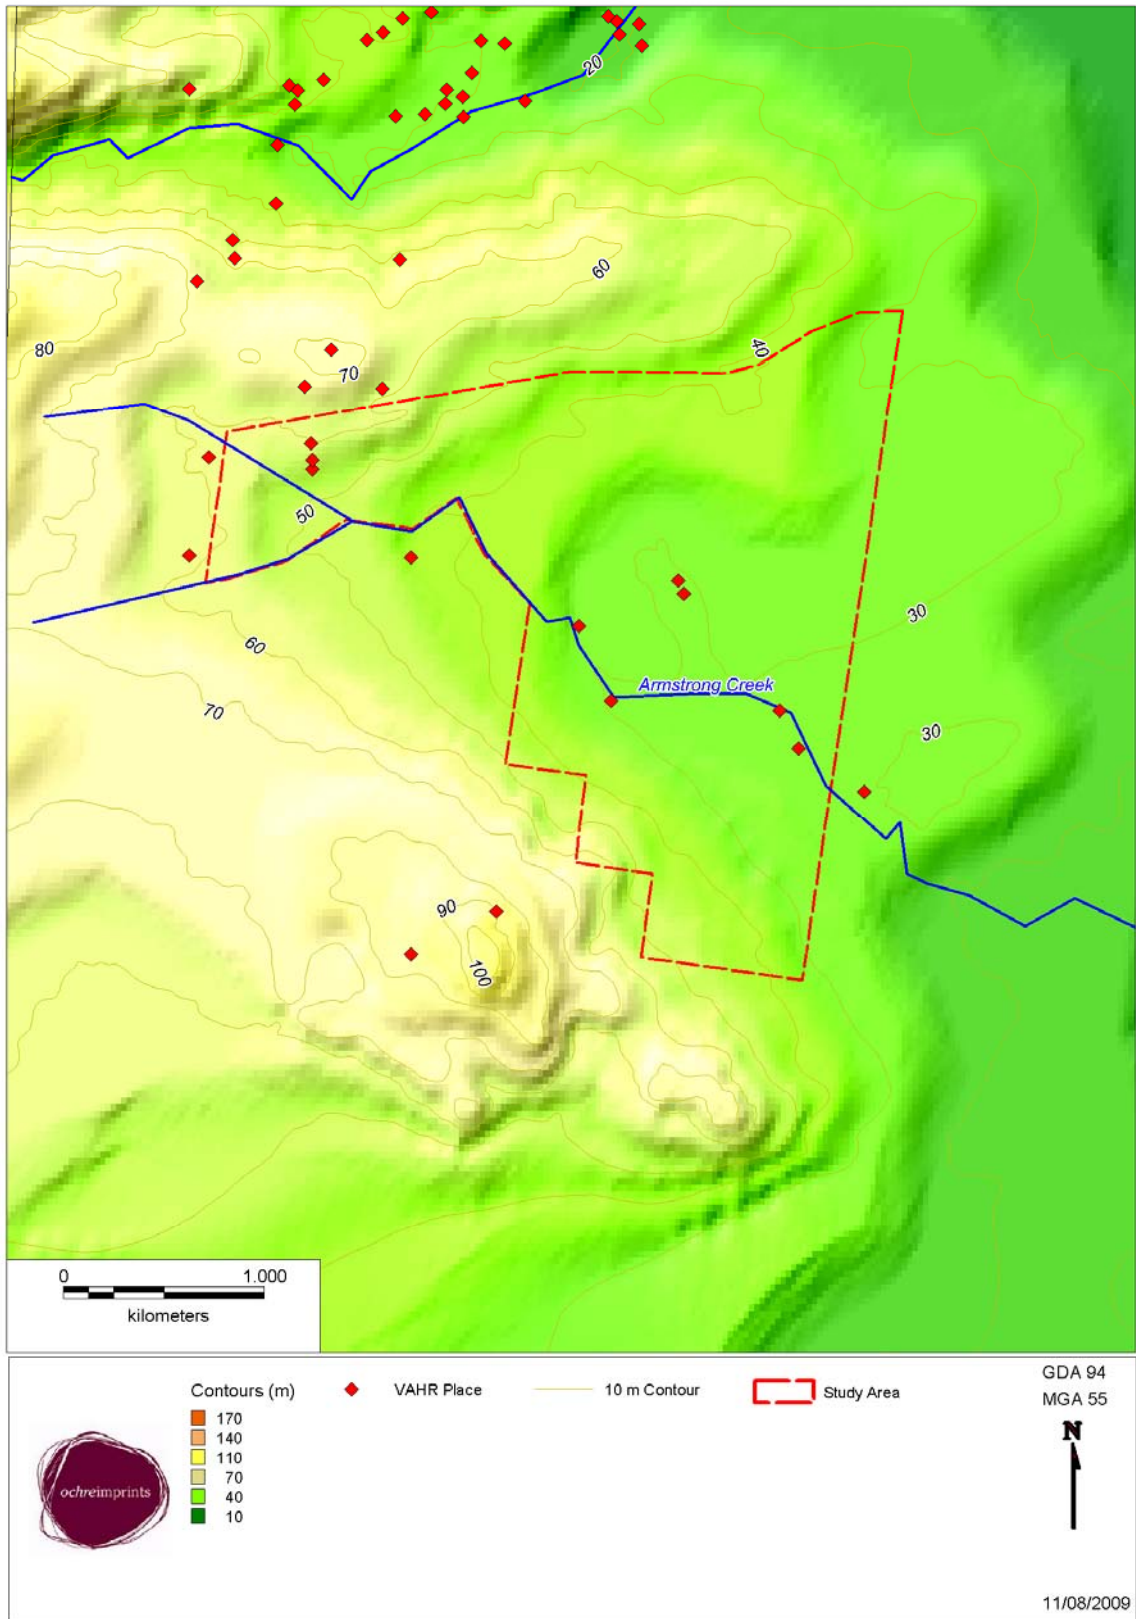 20
60
80
40
70
50
30
60
Armstrong Creek
70
30
90
100
0 1.000
kilometers
Contours (m)
170
140
110
70
40
10
VAHR Place
10 m Contour
Study Area
GDA 94
MGA 55
N
ochreimprints
11/08/2009